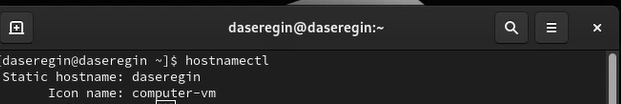 daseregin@daseregin:~
[daseregin@daseregin ~]$ hostnamectl
Static hostname: daseregin
Icon name: computer-vm